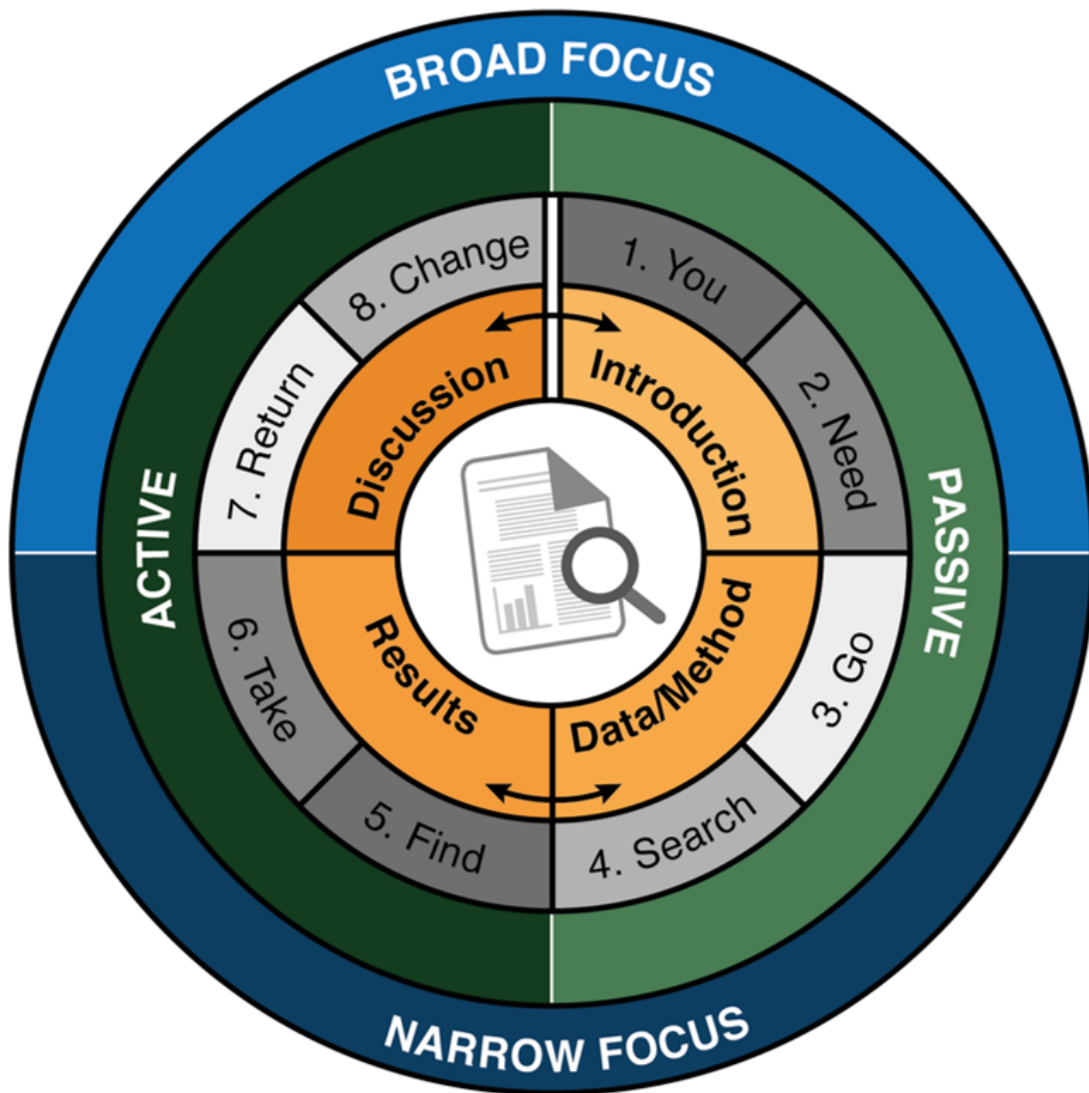 BROAD FOCUS
PASSIVE
NARROW FOCUS
ACTIVE
1. You
2. Need
3. Go
4. Search
5. Find
6. Take
7. Return
8. Change
Introduction
Data/Method
Results
Discussion